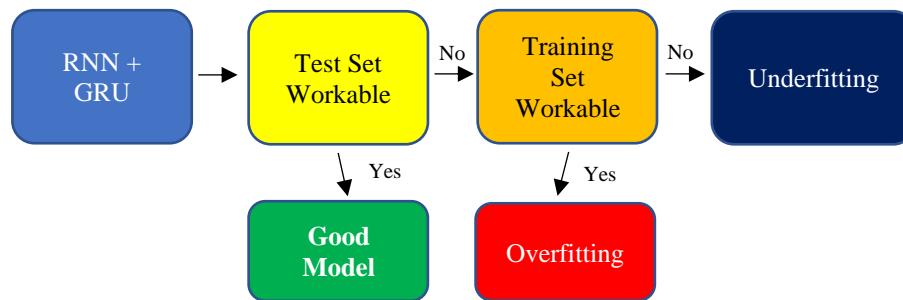 RNN +
GRU
Test Set
Workable
No
Training
Set
Workable
No
Underfitting
Yes
Yes
Good
Model
Overfitting